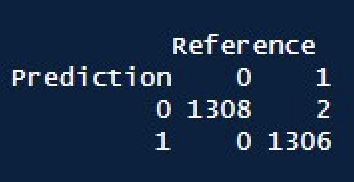 Reference
Prediction 0 1
0 1308 2
1 0 1306